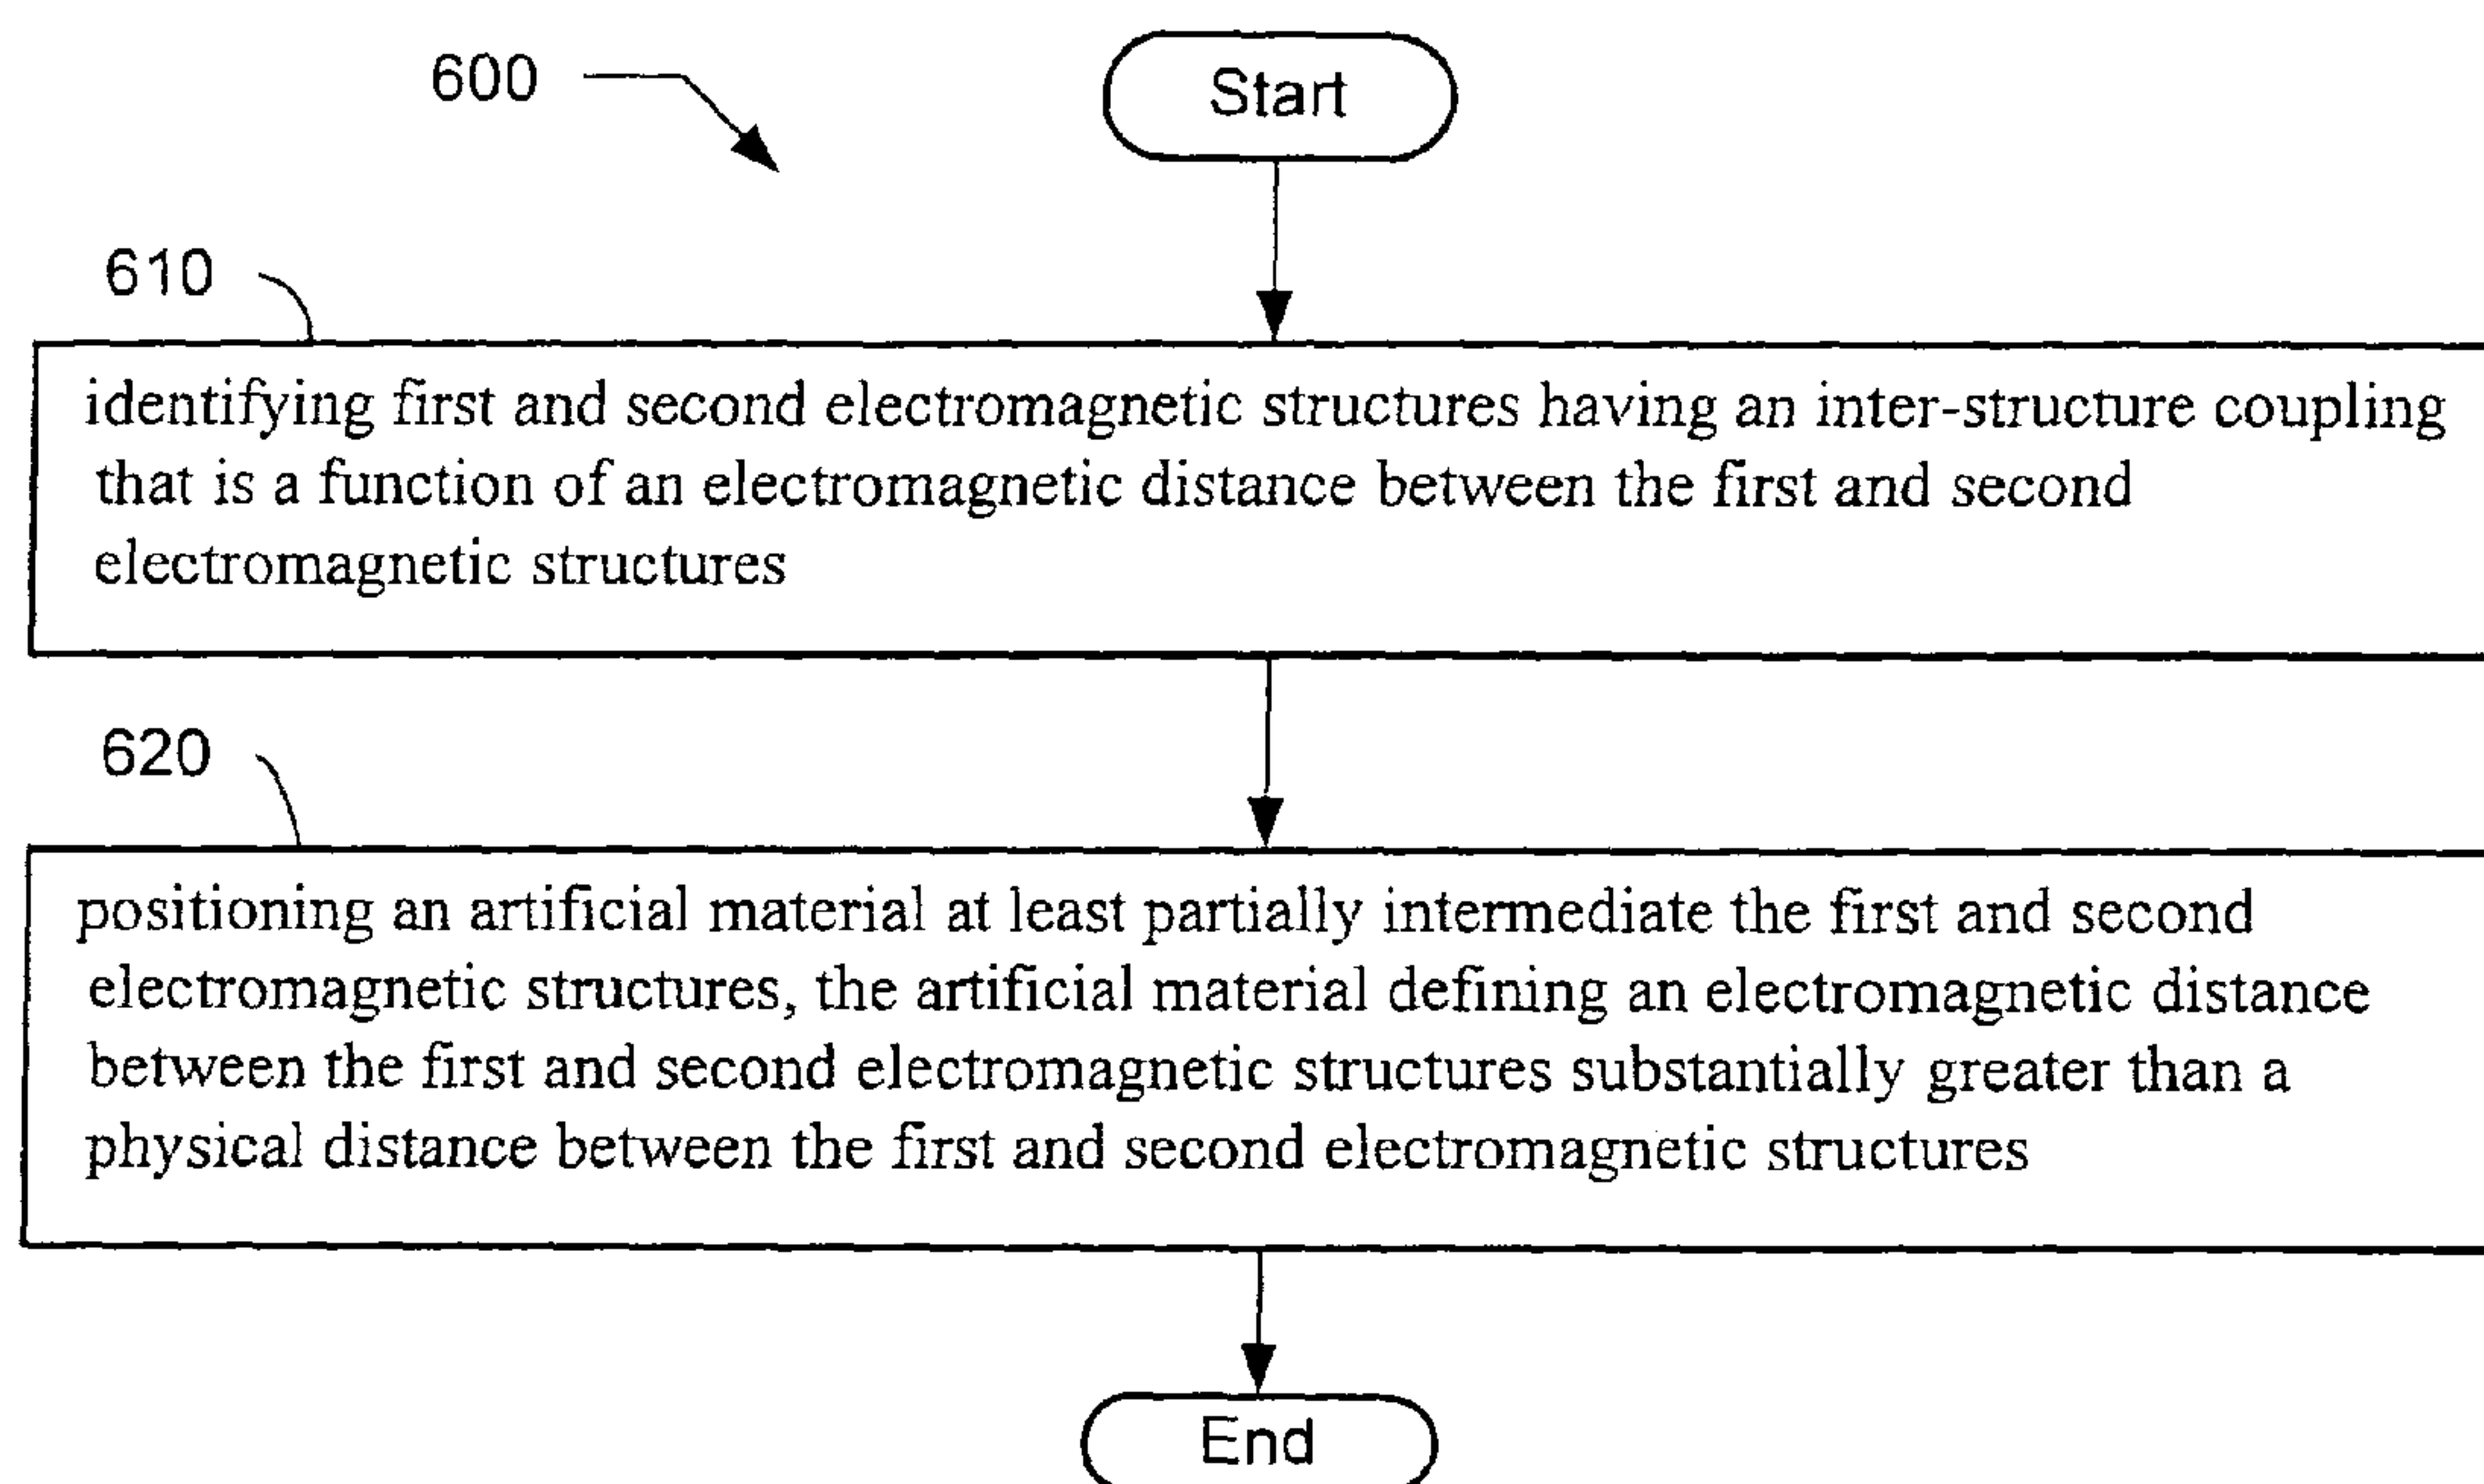 600
Start
610
identifying first and second electromagnetic structures having an inter-structure coupling
that is a function of an electromagnetic distance between the first and second
electromagnetic structures
620
positioning an artificial material at least partially intermediate the first and second
electromagnetic structures, the artificial material defining an electromagnetic distance
between the first and second electromagnetic structures substantially greater than a
physical distance between the first and second electromagnetic structures
End